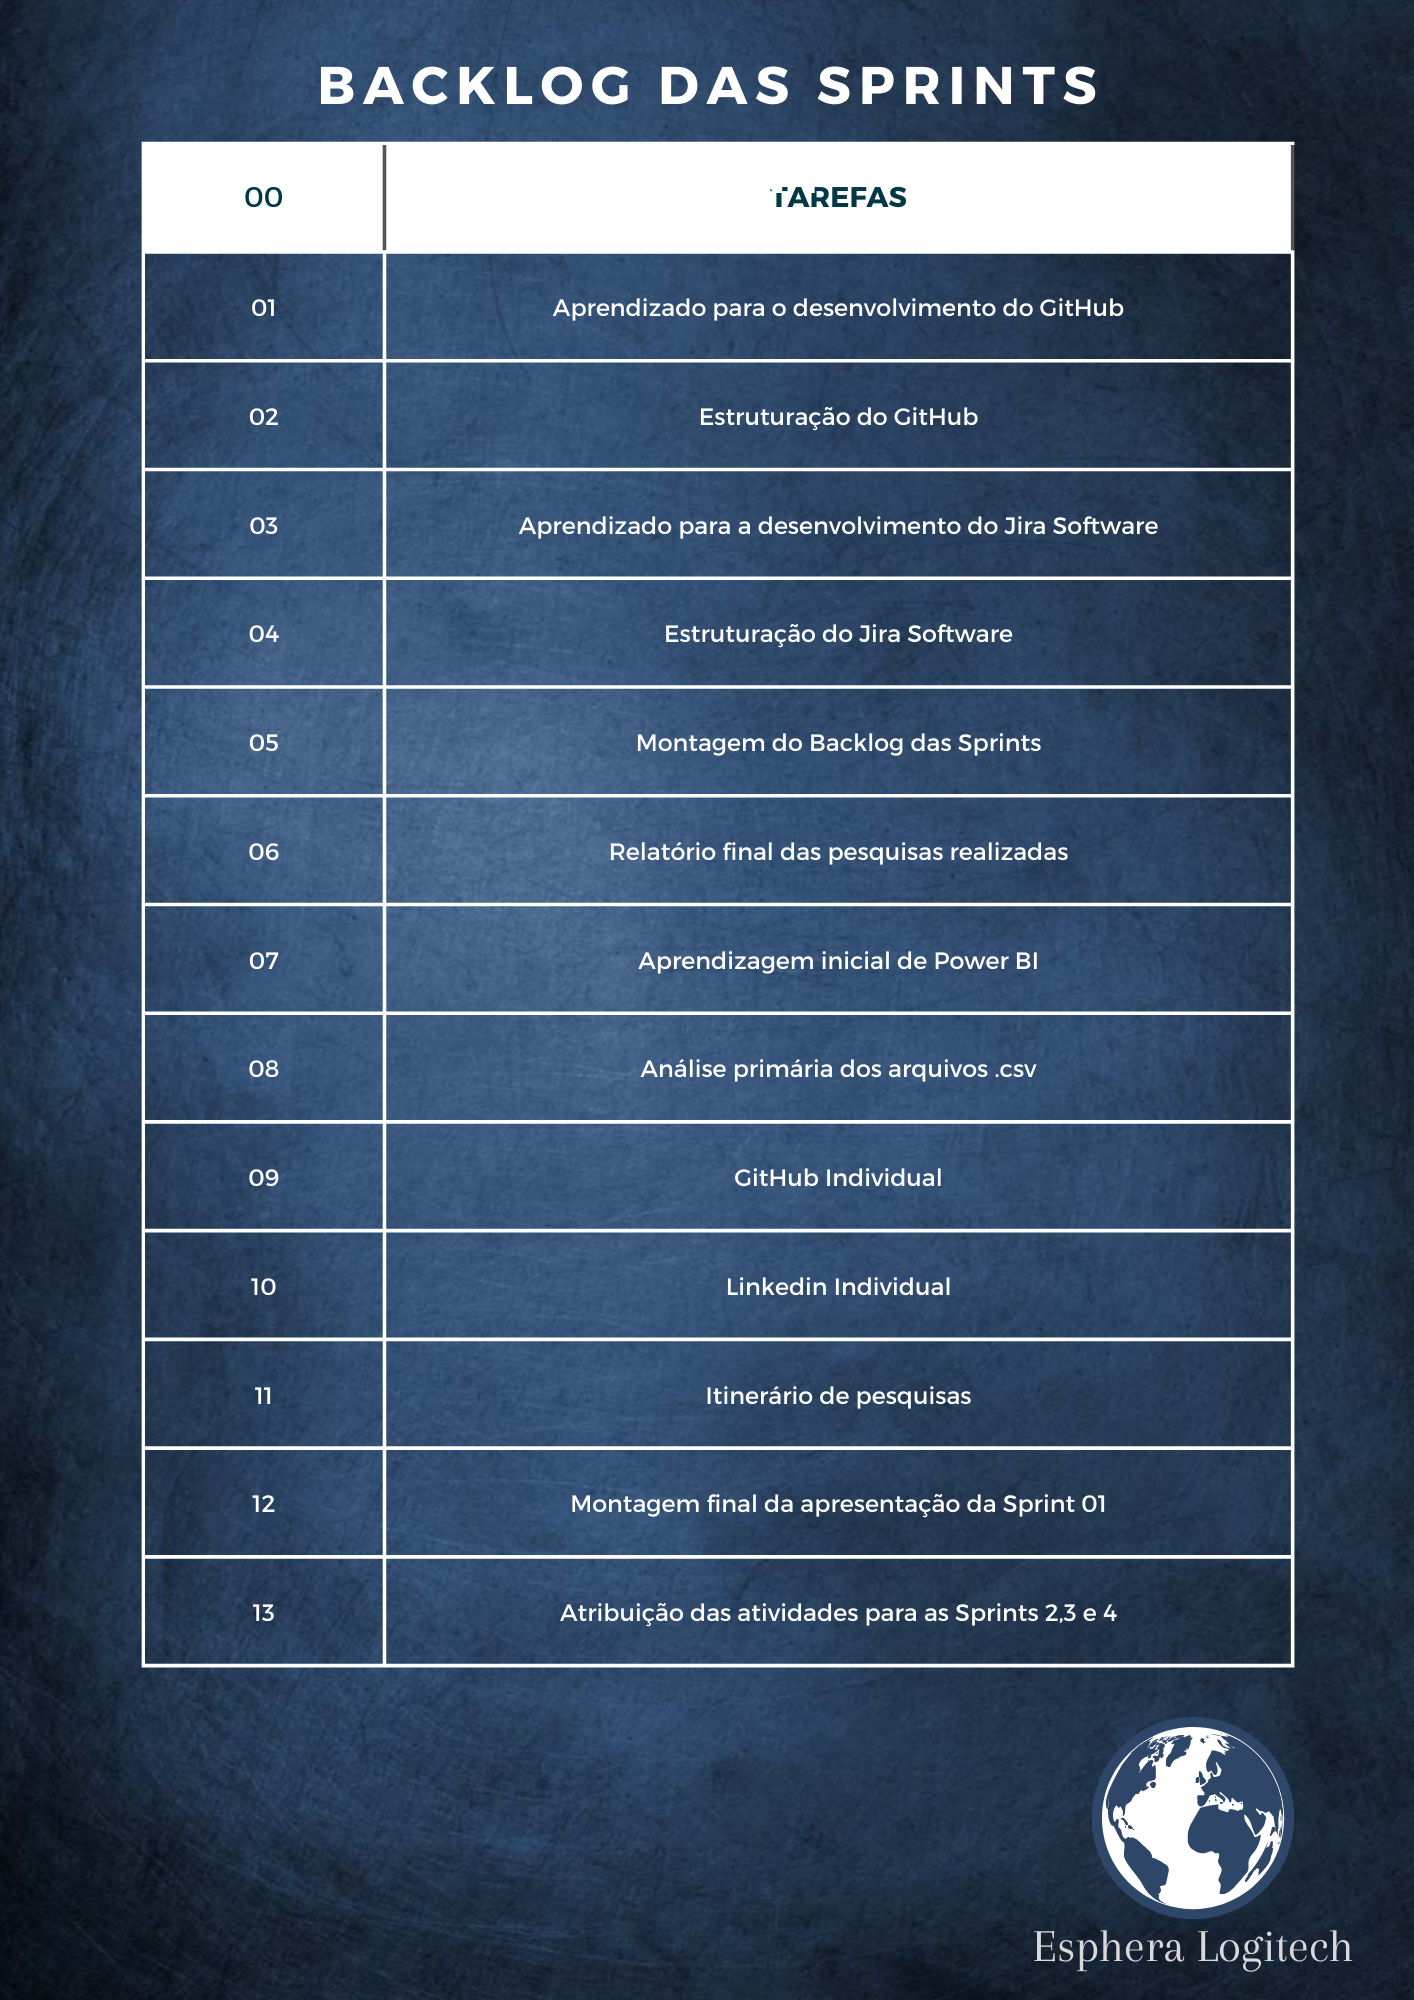 BACKLOG DAS SPRINTS
00 TAREFAS
01 Aprendizado para o desenvolvimento do GitHub
02 Estruturação do GitHub
03 Aprendizado para a desenvolvimento do Jira Software
04 Estruturação do Jira Software
05 Montagem do Backlog das Sprints
06 Relatório final das pesquisas realizadas
07 Aprendizagem inicial de Power BI
08 Análise primária dos arquivos .csv
09 GitHub Individual
10 Linkedin Individual
11 Itinerário de pesquisas
12 Montagem final da apresentação da Sprint 01
13 Atribuição das atividades para as Sprints 2,3 e 4
Esphera Logitech